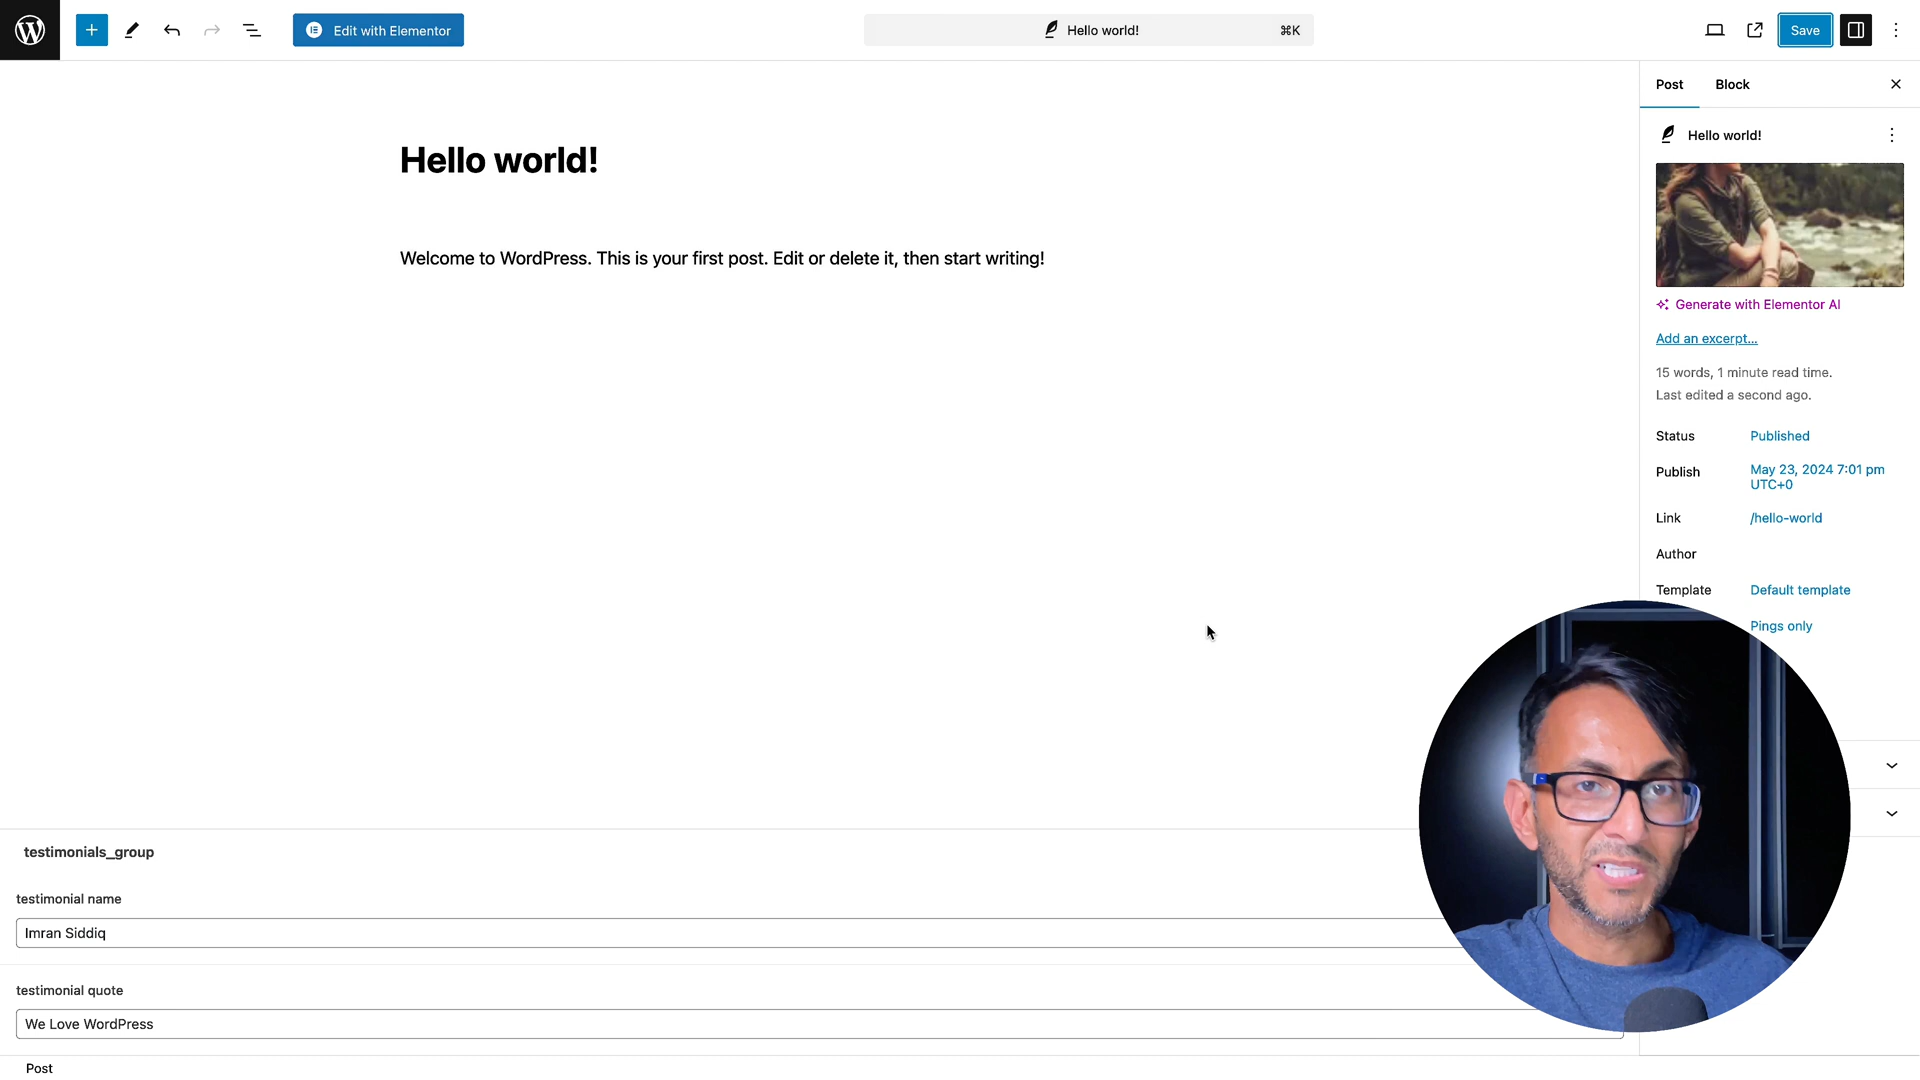 Edit with Elementor
Hello world!
⌘K
Save
Post
Block
Hello world!
Hello world!
Welcome to WordPress. This is your first post. Edit or delete it, then start writing!
Generate with Elementor AI
Add an excerpt...
15 words, 1 minute read time.
Last edited a second ago.
Status Published
Publish May 23, 2024 7:01 pm
UTC+0
Link /hello-world
Author
Template Default template
Pings only
testimonials_group
testimonial name
Imran Siddiq
testimonial quote
We Love WordPress
Post